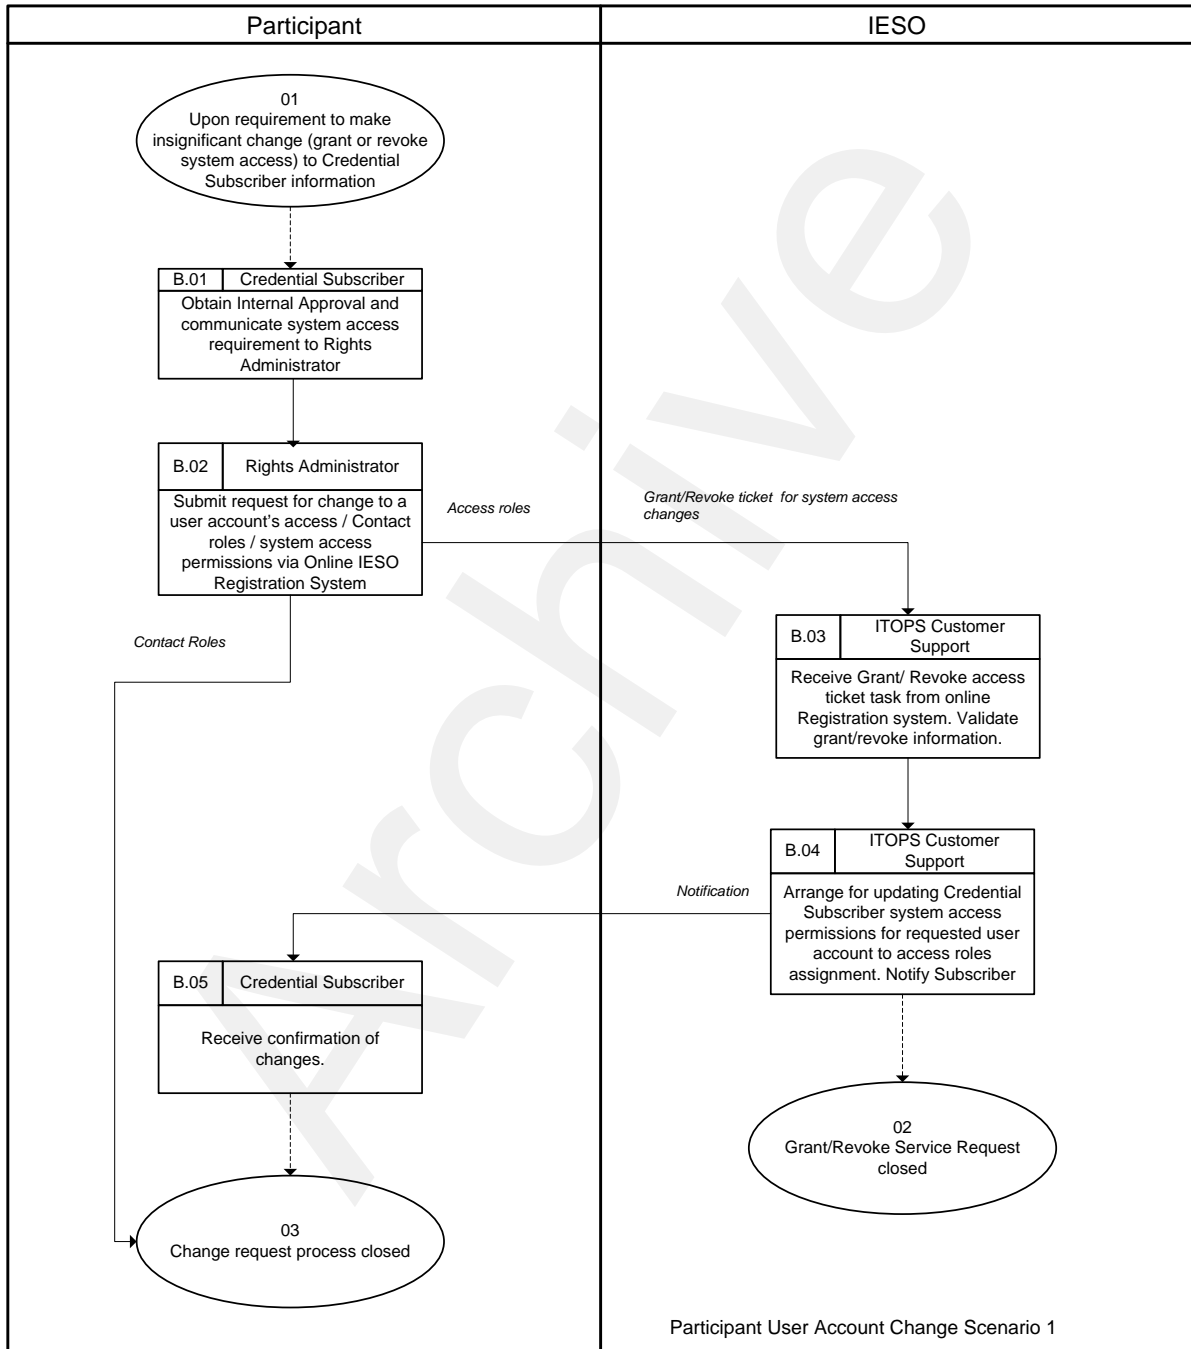 Participant
IESO
01
Upon requirement to make
insignificant change (grant or revoke
system access) to Credential
Subscriber information
B.01
Credential Subscriber
Obtain Internal Approval and
communicate system access
requirement to Rights
Administrator
B.02
Rights Administrator
Submit request for change to a
user account's access / Contact
roles / system access
permissions via Online IESO
Registration System
Access roles
Grant/Revoke ticket for system access
changes
Contact Roles
B.03
ITOPS Customer
Support
Receive Grant/ Revoke access
ticket task from online
Registration system. Validate
grant/revoke information.
B.04
ITOPS Customer
Support
Arrange for updating Credential
Subscriber system access
permissions for requested user
account to access roles
assignment. Notify Subscriber
Notification
B.05
Credential Subscriber
Receive confirmation of
changes.
02
Grant/Revoke Service Request
closed
03
Change request process closed
Participant User Account Change Scenario 1
Archive